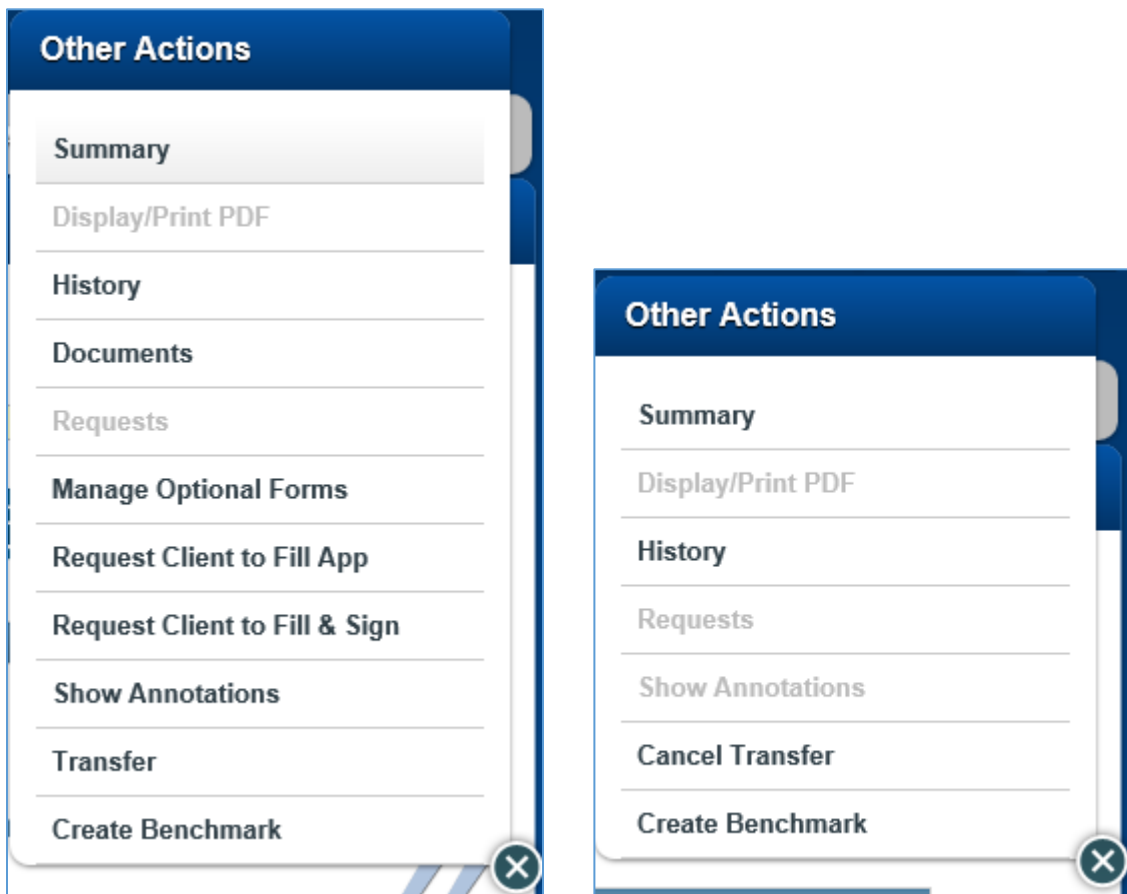 Other Actions
Summary
Display/Print PDF
History
Documents
Requests
Manage Optional Forms
Request Client to Fill App
Request Client to Fill & Sign
Show Annotations
Transfer
Create Benchmark
Other Actions
Summary
Display/Print PDF
History
Requests
Show Annotations
Cancel Transfer
Create Benchmark